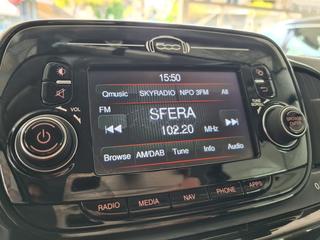 500
15:50
Qmusic SKYRADIO NPO 3FM All
FM
SFERA
102.20 MHz
Browse AM/DAB Tune Info Audio
VOL
RADIO MEDIA NAV PHONE APPS